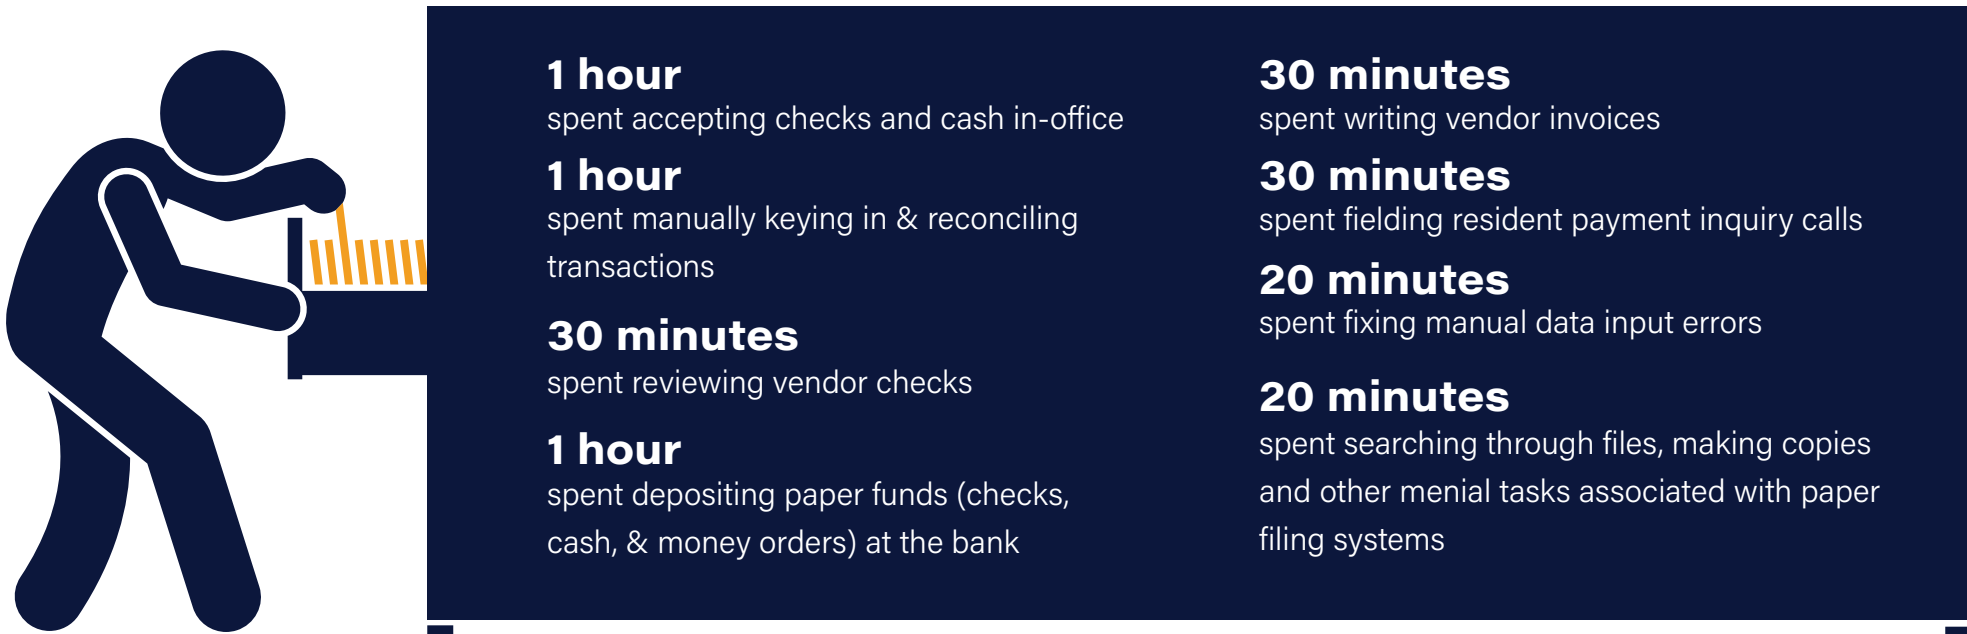 1 hour
spent accepting checks and cash in-office
1 hour
spent manually keying in & reconciling
transactions
30 minutes
spent reviewing vendor checks
1 hour
spent depositing paper funds (checks,
cash, & money orders) at the bank
30 minutes
spent writing vendor invoices
30 minutes
spent fielding resident payment inquiry calls
20 minutes
spent fixing manual data input errors
20 minutes
spent searching through files, making copies
and other menial tasks associated with paper
filing systems